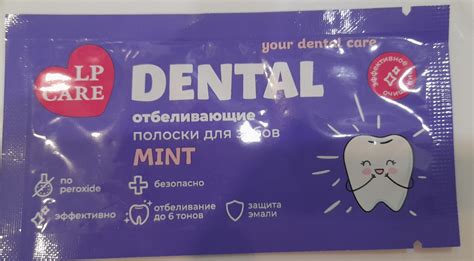 your dental care
LP
CARE
DENTAL
эффективное
отбеливающие
полоски для зубов
MINT
no
peroxide
безопасно
эффективно
отбеливание
до 6 тонов
защита
эмали